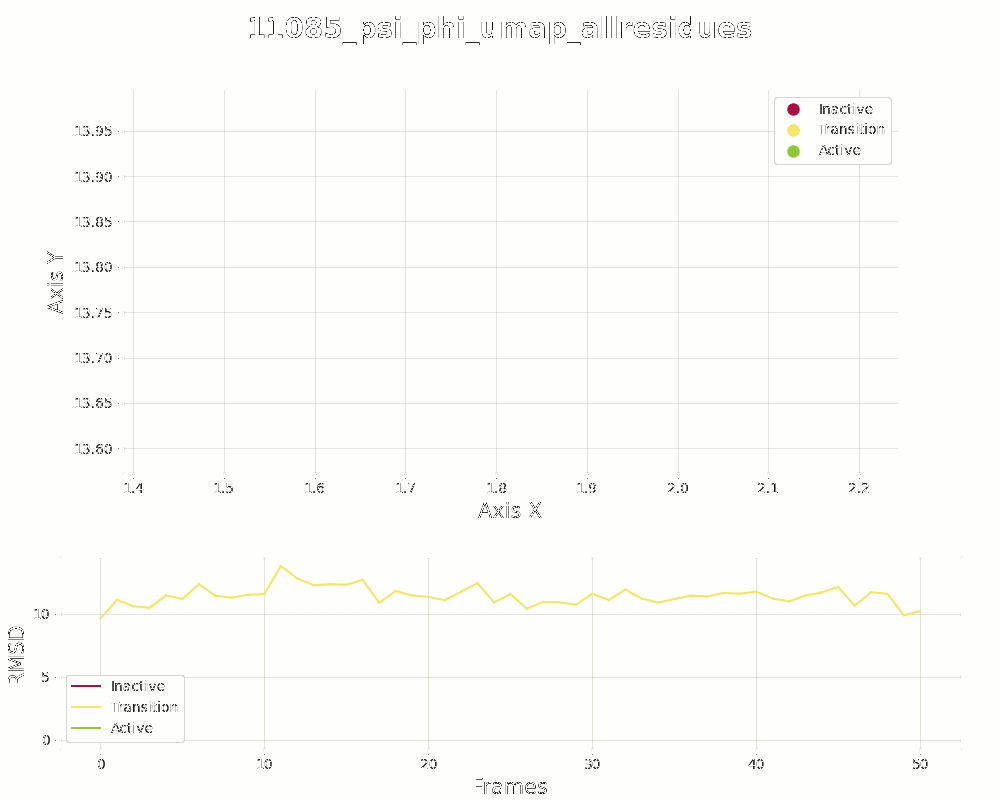 11085_psi_phi_umap_allresidues
Inactive
Transition
Active
13.95
13.90
13.85
13.80
13.75
13.70
13.65
13.60
Axis Y
1.4 1.5 1.6 1.7 1.8 1.9 2.0 2.1 2.2
Axis X
10
5
0
RMSD
Inactive
Transition
Active
0 10 20 30 40 50
Frames